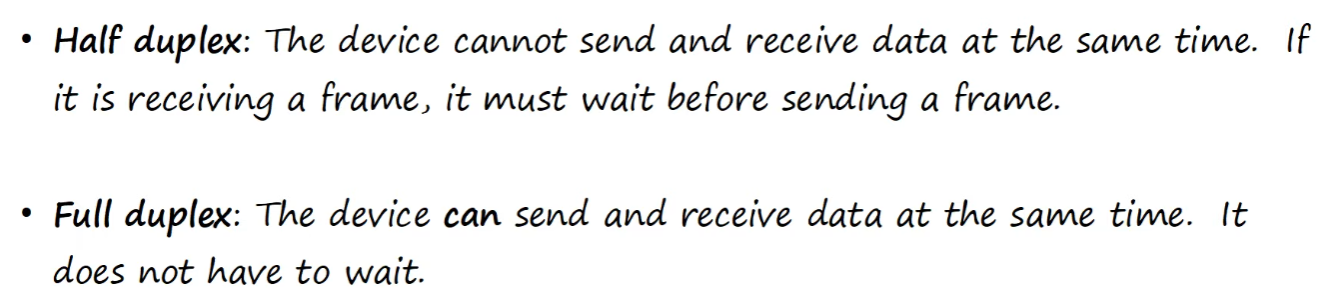 • Half duplex: The device cannot send and receive data at the same time.  If
it is receiving a frame, it must wait before sending a frame.
• Full duplex: The device can send and receive data at the same time.  It
does not have to wait.